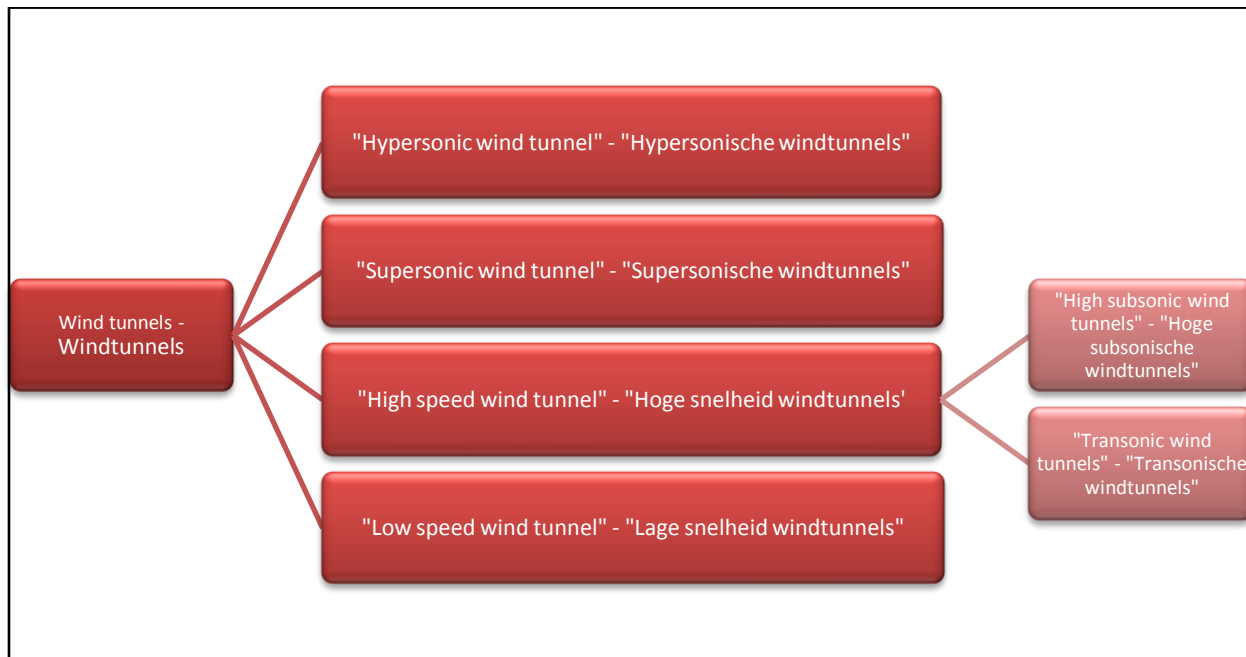 Wind tunnels -
Windtunnels
"Hypersonic wind tunnel" - "Hypersonische windtunnels"
"Supersonic wind tunnel" - "Supersonische windtunnels"
"High speed wind tunnel" - "Hoge snelheid windtunnels'
"High subsonic wind
tunnels" - "Hoge
subsonische
windtunnels"
"Transonic wind
tunnels" - "Transonische
windtunnels"
"Low speed wind tunnel" - "Lage snelheid windtunnels"